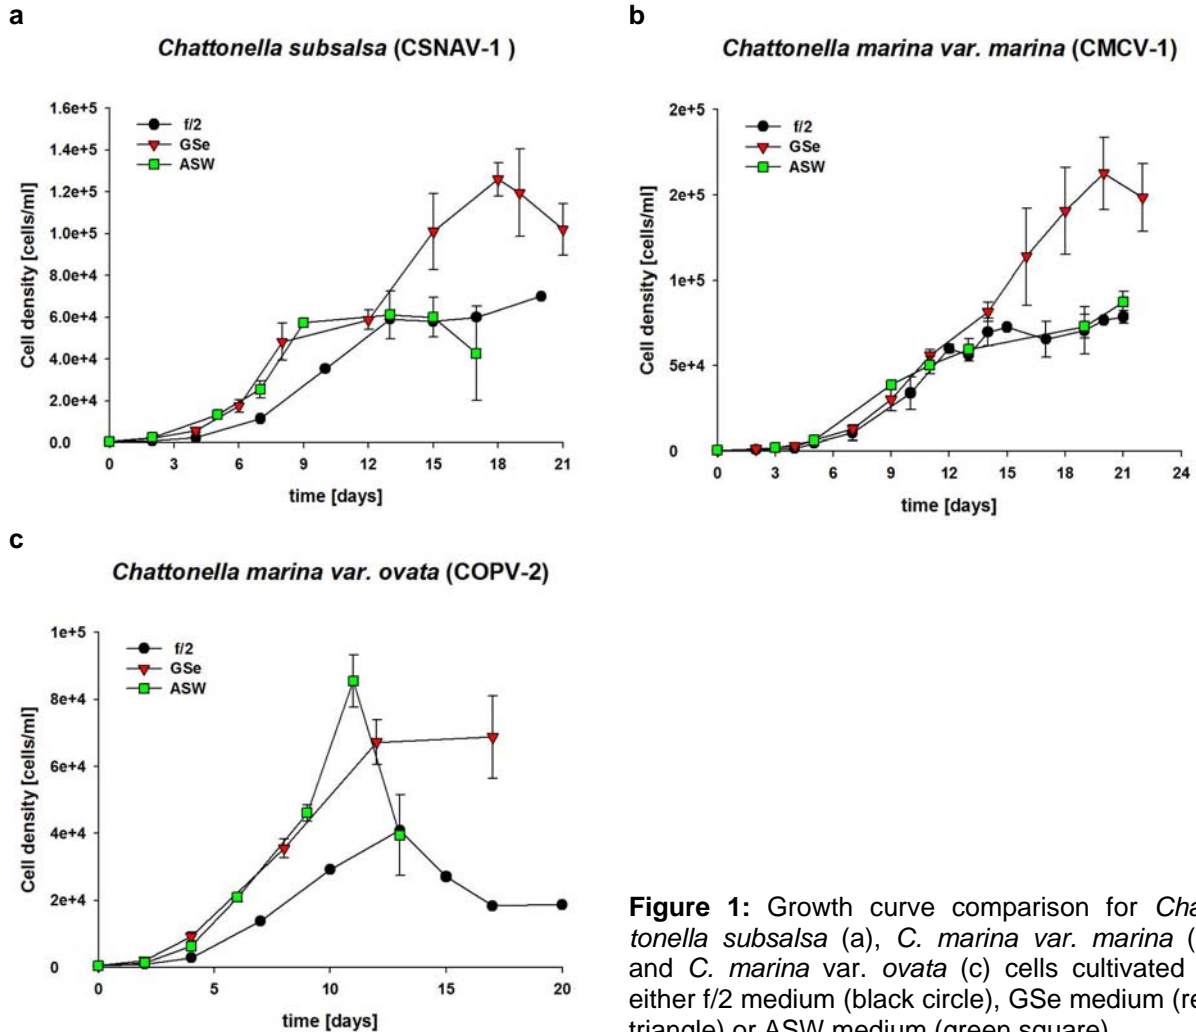 a
Chattonella subsalsa (CSNAV-1 )
1.6e+5
1.4e+5
1.2e+5
1.0e+5
8.0e+4
6.0e+4
4.0e+4
2.0e+4
0.0
Cell density [cells/ml]
f/2
GSe
ASW
0 3 6 9 12 15 18 21
time [days]
b
Chattonella marina var. marina (CMCV-1)
2e+5
2e+5
1e+5
5e+4
0
Cell density [cells/ml]
f/2
GSe
ASW
0 3 6 9 12 15 18 21 24
time [days]
c
Chattonella marina var. ovata (COPV-2)
1e+5
8e+4
6e+4
4e+4
2e+4
0
Cell density [cells/ml]
f/2
GSe
ASW
0 5 10 15 20
time [days]
Figure 1: Growth curve comparison for
tonella subsalsa (a), C. marina var. marina
and C. marina var. ovata (c) cells cultivated
either f/2 medium (black circle), GSe medium
triangle) or ASW medium (green square)